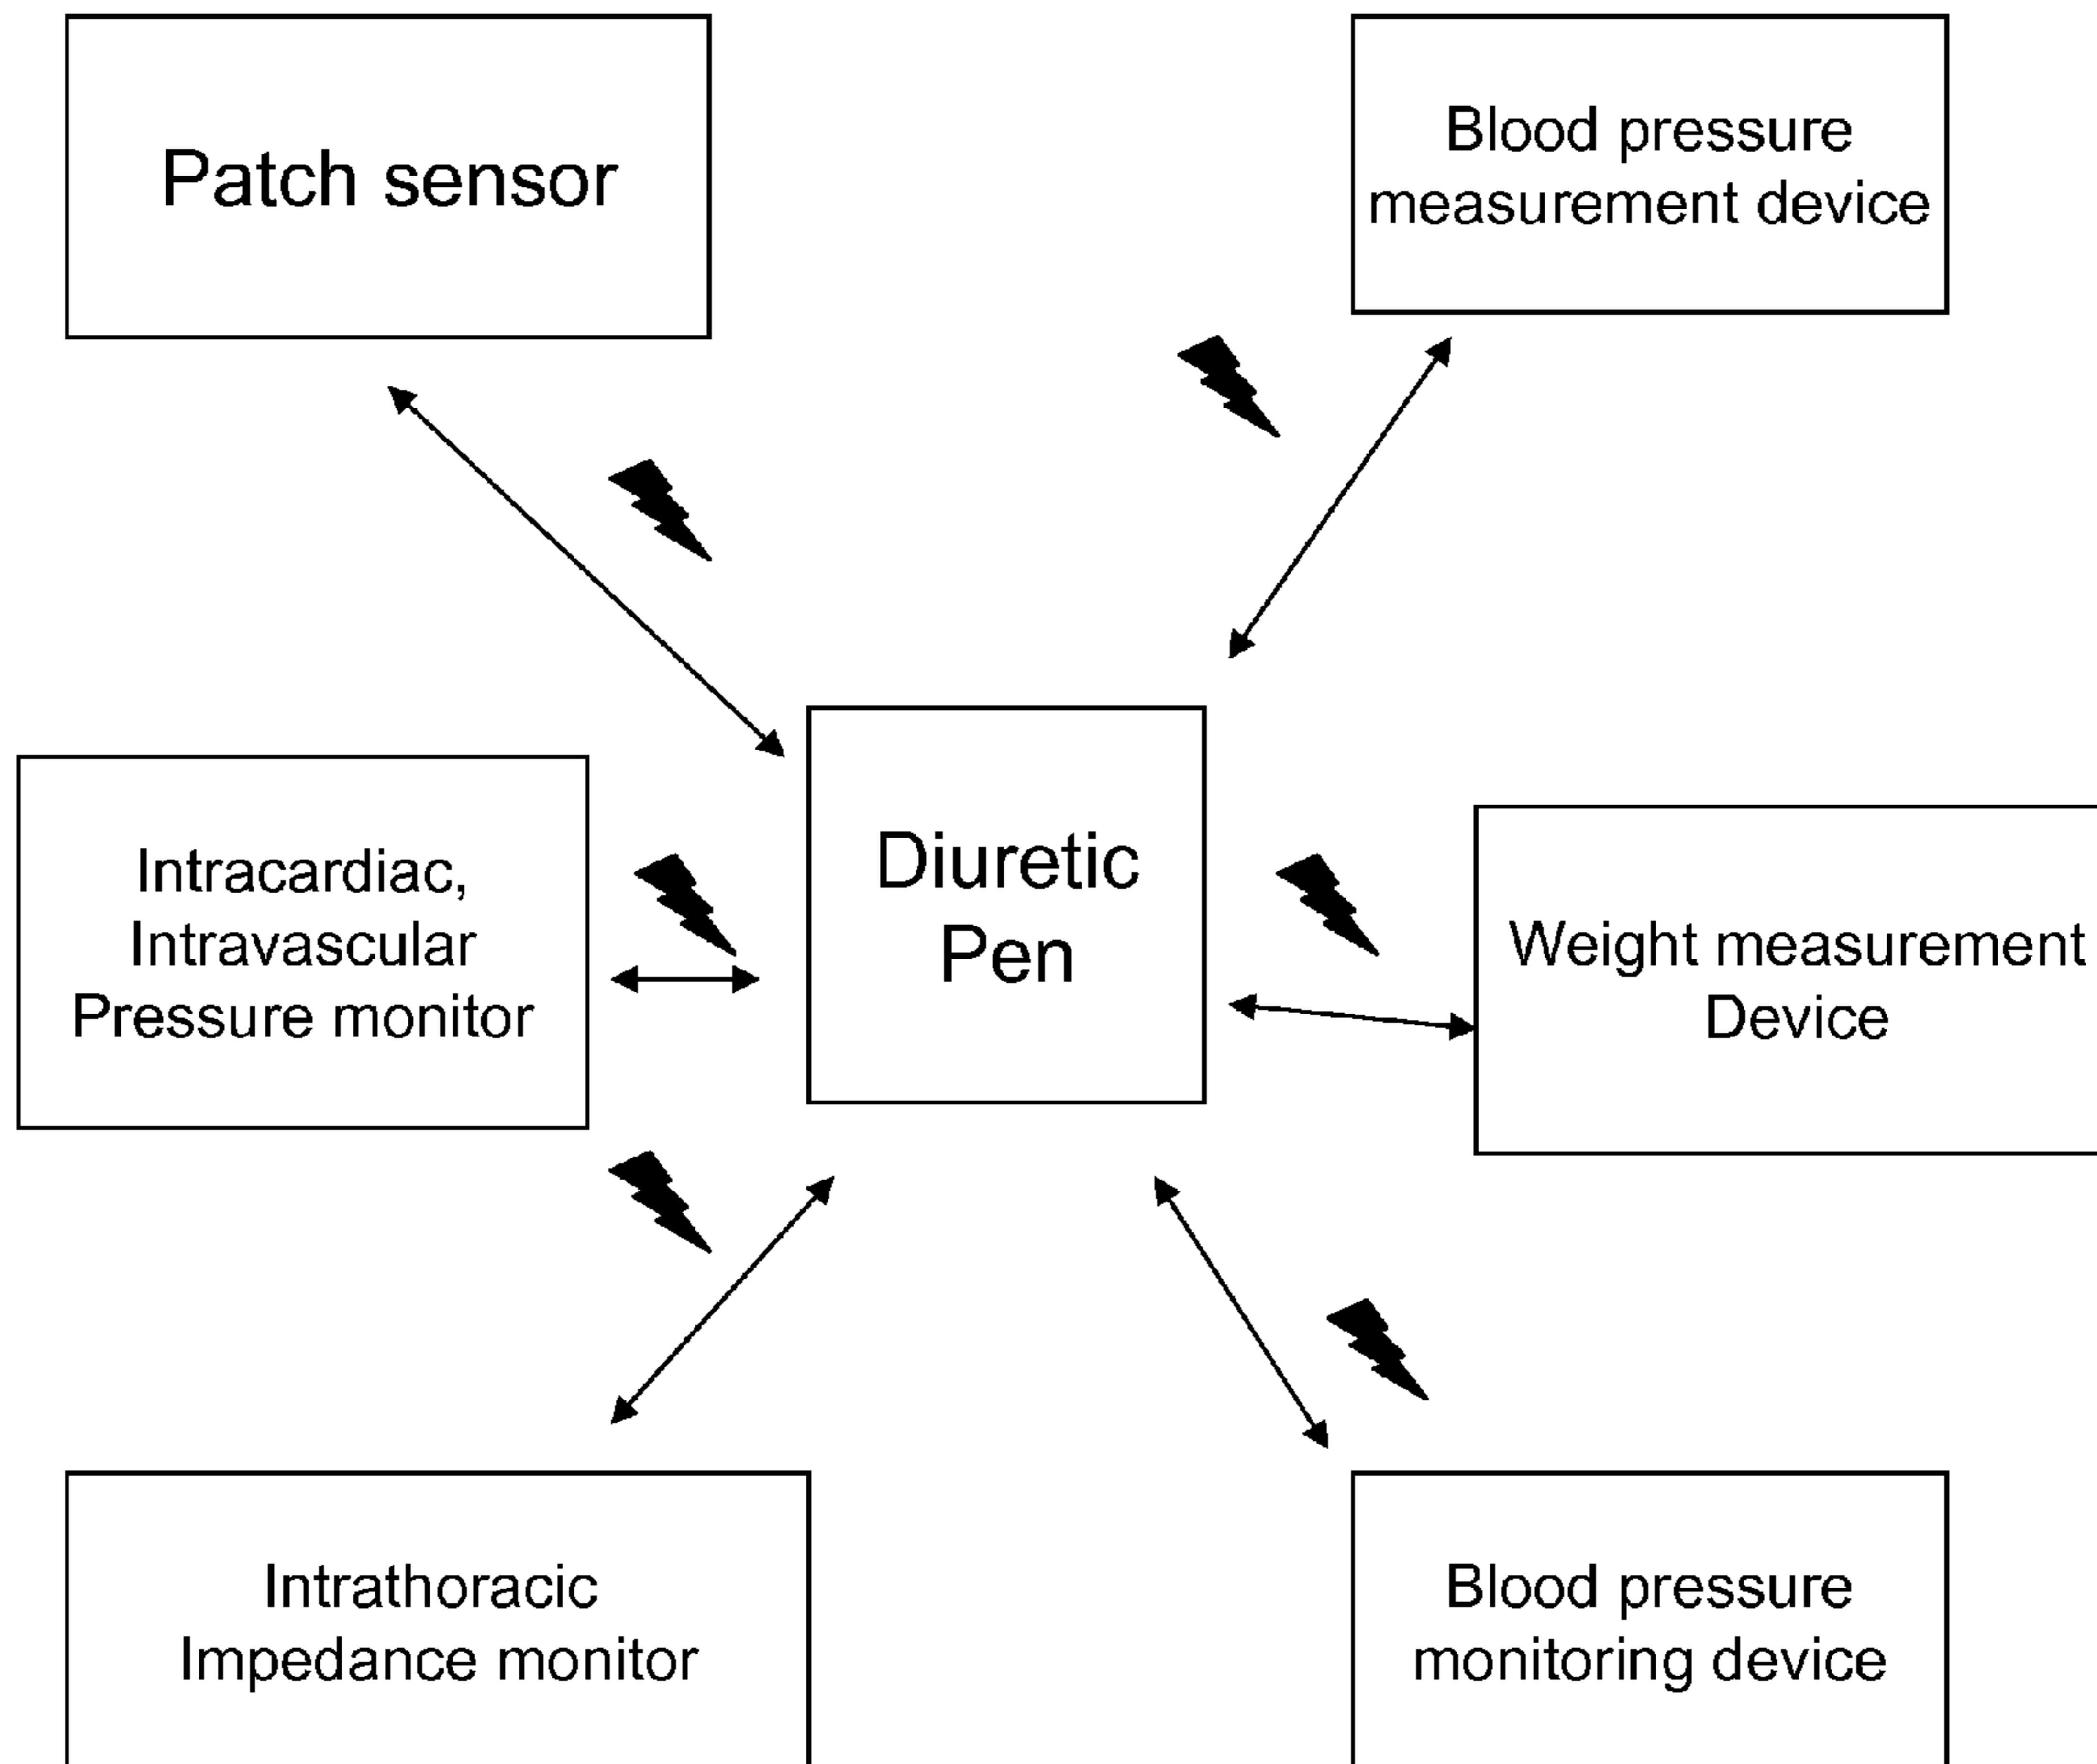 Patch sensor
Blood pressure
measurement device
Intracardiac,
Intravascular
Pressure monitor
Diuretic
Pen
Weight measurement
Device
Intrathoracic
Impedance monitor
Blood pressure
monitoring device